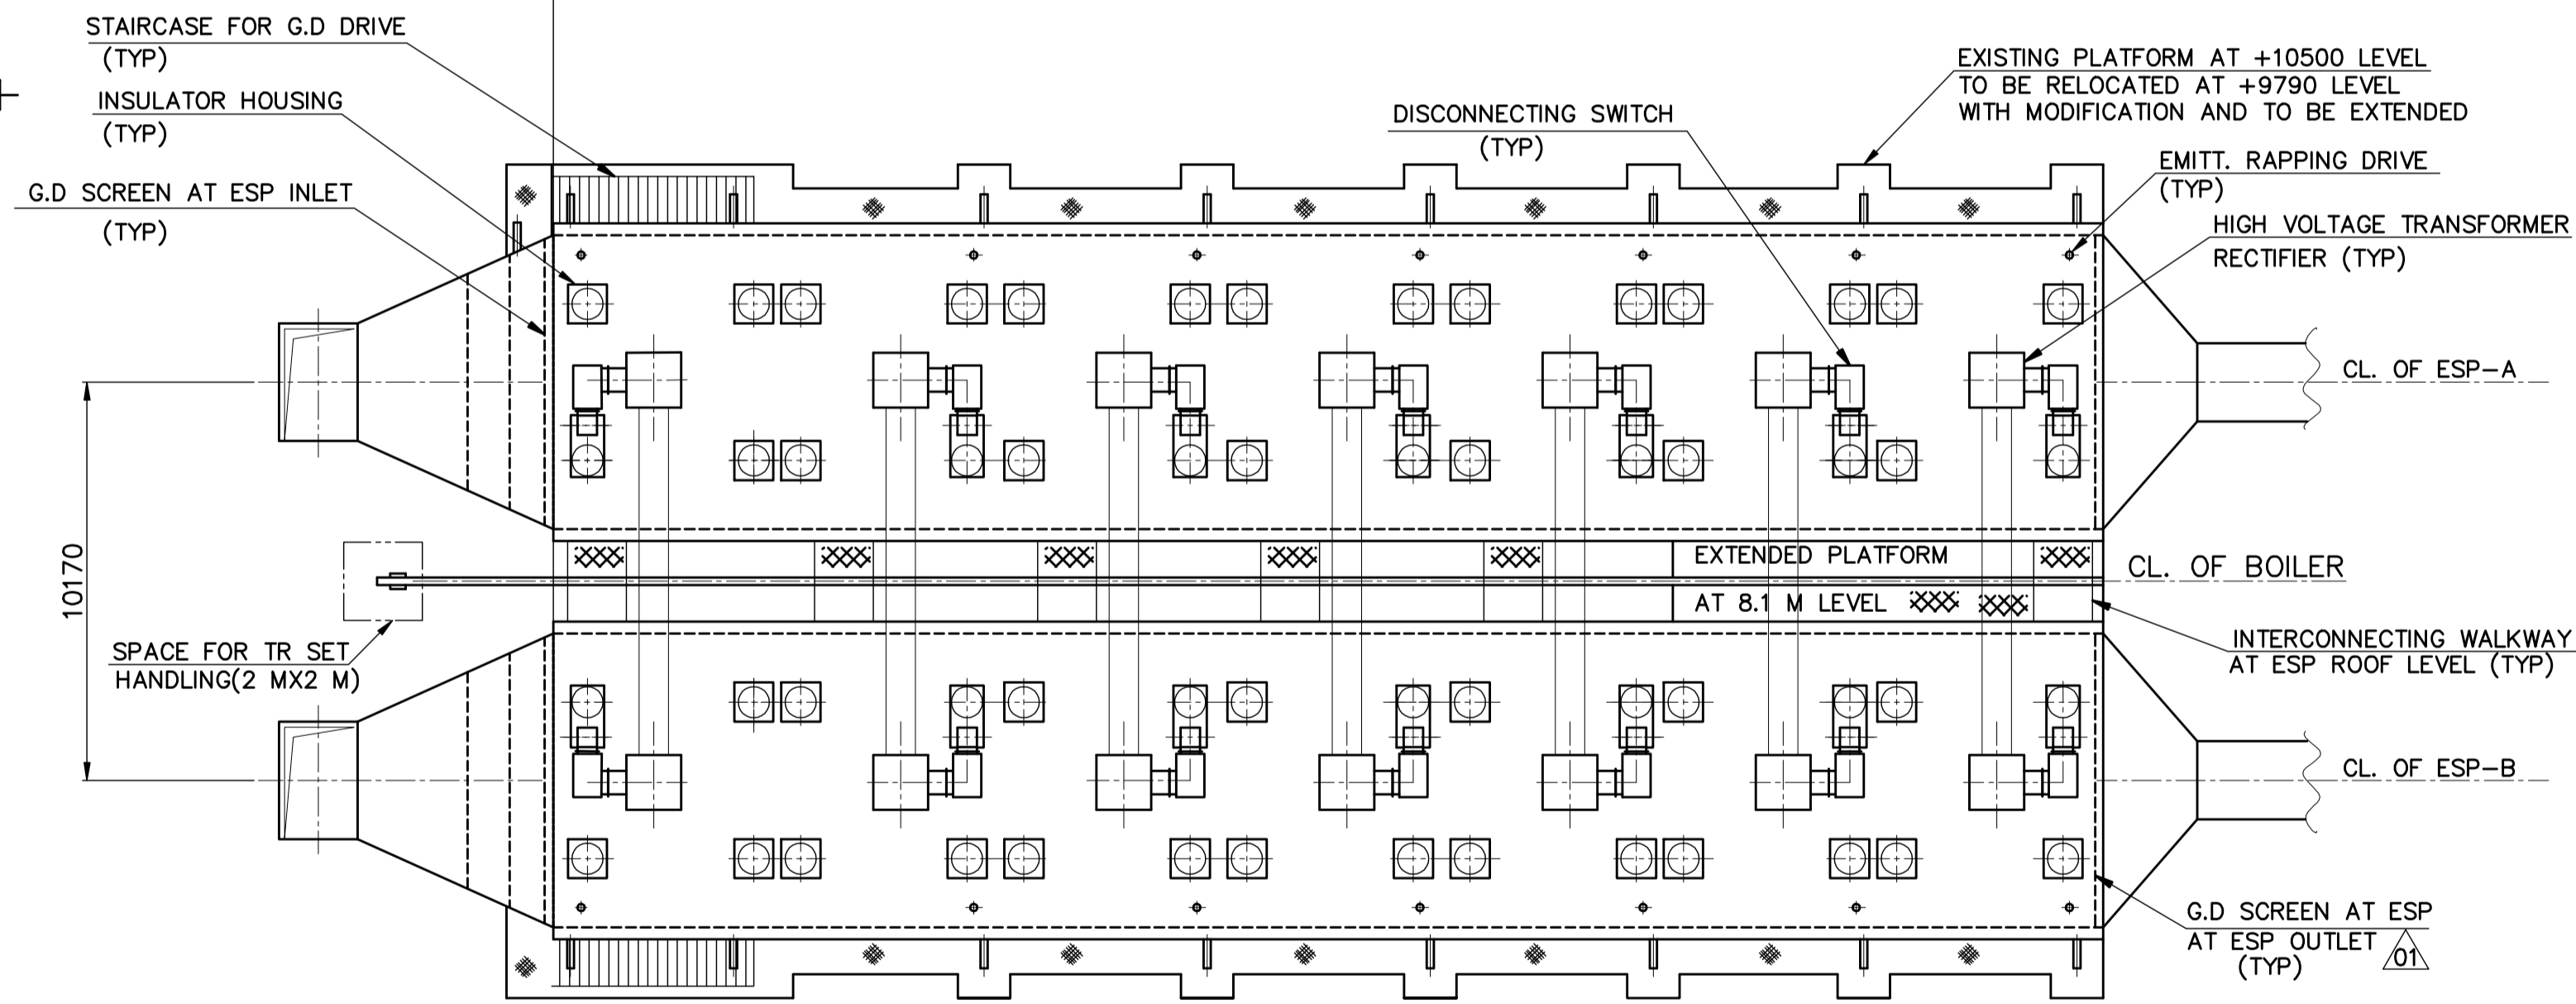 STAIRCASE FOR G.D DRIVE
(TYP)
INSULATOR HOUSING
(TYP)
G.D SCREEN AT ESP INLET
(TYP)
DISCONNECTING SWITCH
(TYP)
EXISTING PLATFORM AT +10500 LEVEL
TO BE RELOCATED AT +9790 LEVEL
WITH MODIFICATION AND TO BE EXTENDED
EMITT. RAPPING DRIVE
(TYP)
HIGH VOLTAGE TRANSFORMER
RECTIFIER (TYP)
CL. OF ESP-A
10170
EXTENDED PLATFORM
AT 8.1 M LEVEL
CL. OF BOILER
SPACE FOR TR SET
HANDLING(2 MX2 M)
INTERCONNECTING WALKWAY
AT ESP ROOF LEVEL (TYP)
CL. OF ESP-B
G.D SCREEN AT ESP
AT ESP OUTLET 01
(TYP)